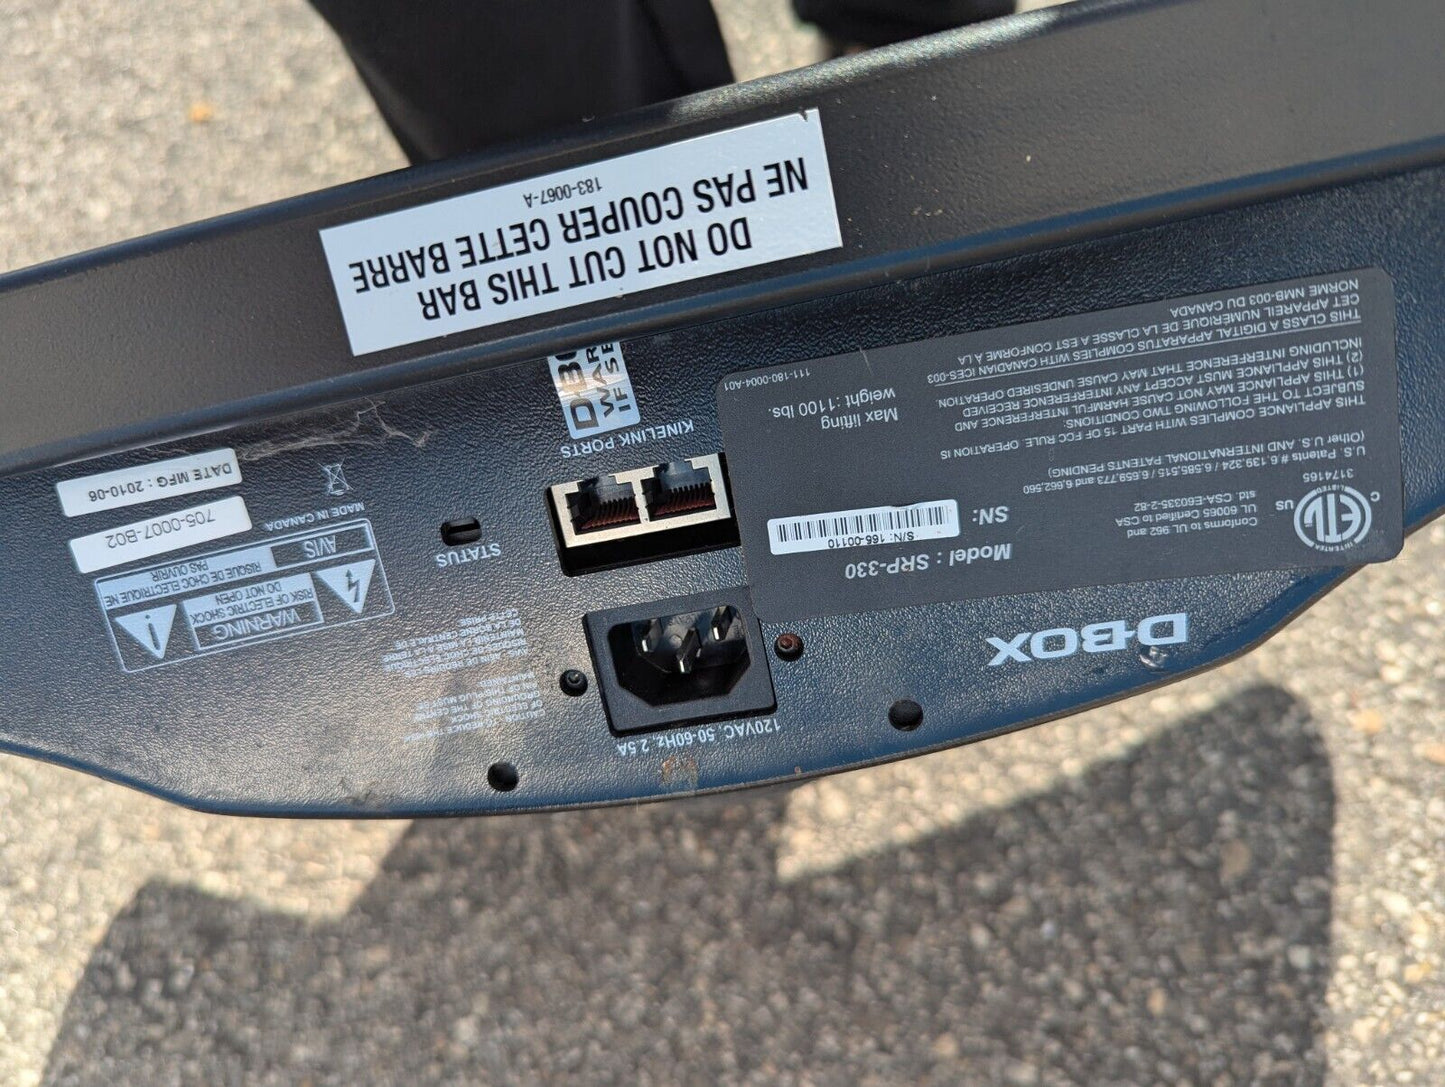 D-BOX
Model : SRP-330
SN:
S/N: 165-00110
Max lifting
weight :1100 lbs.
111-180-0004-A01
ETL
LISTED
INTERTEK
C
US
3174165
Conforms to UL 962 and
UL 60065 Certified to CSA
std. CSA-E60335-2-82
U.S. Patents # 6,139,324 / 6,585,515 / 6,659,773 and 6,662,560
(Other U.S. AND INTERNATIONAL PATENTS PENDING)
THIS APPLIANCE COMPLIES WITH PART 15 OF FCC RULE. OPERATION IS
SUBJECT TO THE FOLLOWING TWO CONDITIONS:
(1) THIS APPLIANCE MAY NOT CAUSE HARMFUL INTERFERENCE AND
(2) THIS APPLIANCE MUST ACCEPT ANY INTERFERENCE RECEIVED
INCLUDING INTERFERENCE THAT MAY CAUSE UNDESIRED OPERATION
THIS CLASS A DIGITAL APPARATUS COMPLIES WITH CANADIAN ICES-003
CET APPAREIL NUMERIQUE DE LA CLASSE A EST CONFORME A LA
NORME NMB-003 DU CANADA
120VAC, 50-60Hz, 2.5A
KINELINK PORTS
STATUS
WARNING
RISK OF ELECTRIC SHOCK
DO NOT OPEN
AVIS
RISQUE DE CHOC ELECTRIQUE NE
PAS OUVRIR
MADE IN CANADA
705-0007-B02
DATE MFG : 2010-06
DO NOT CUT THIS BAR
NE PAS COUPER CETTE BARRE
183-0067-A